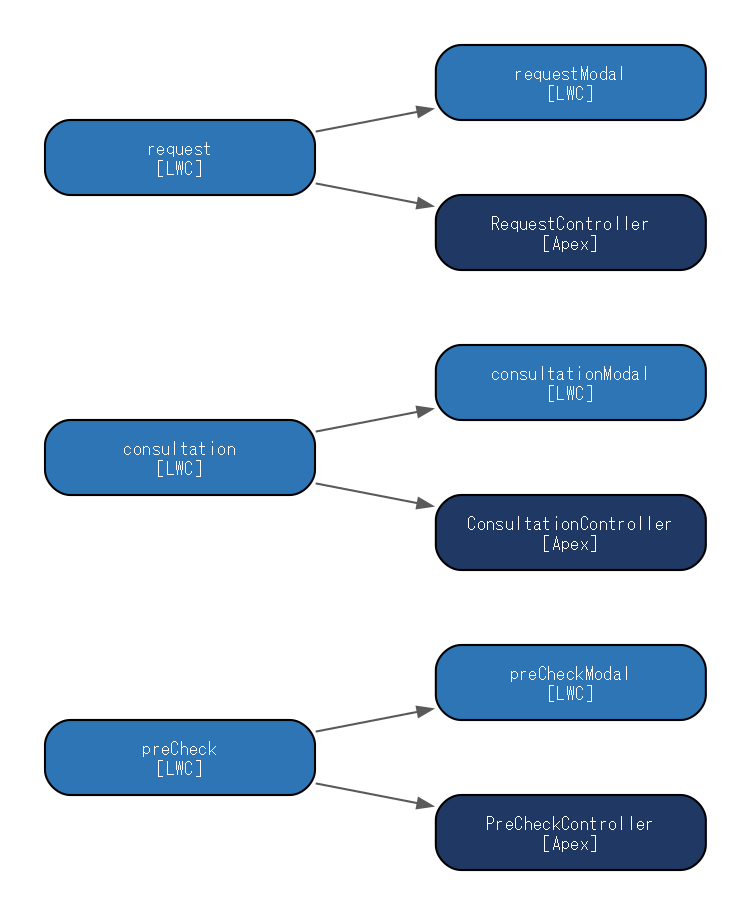 requestModal
[LWC]
request
[LWC]
RequestController
[Apex]
consultationModal
[LWC]
consultation
[LWC]
ConsultationController
[Apex]
preCheckModal
[LWC]
preCheck
[LWC]
PreCheckController
[Apex]